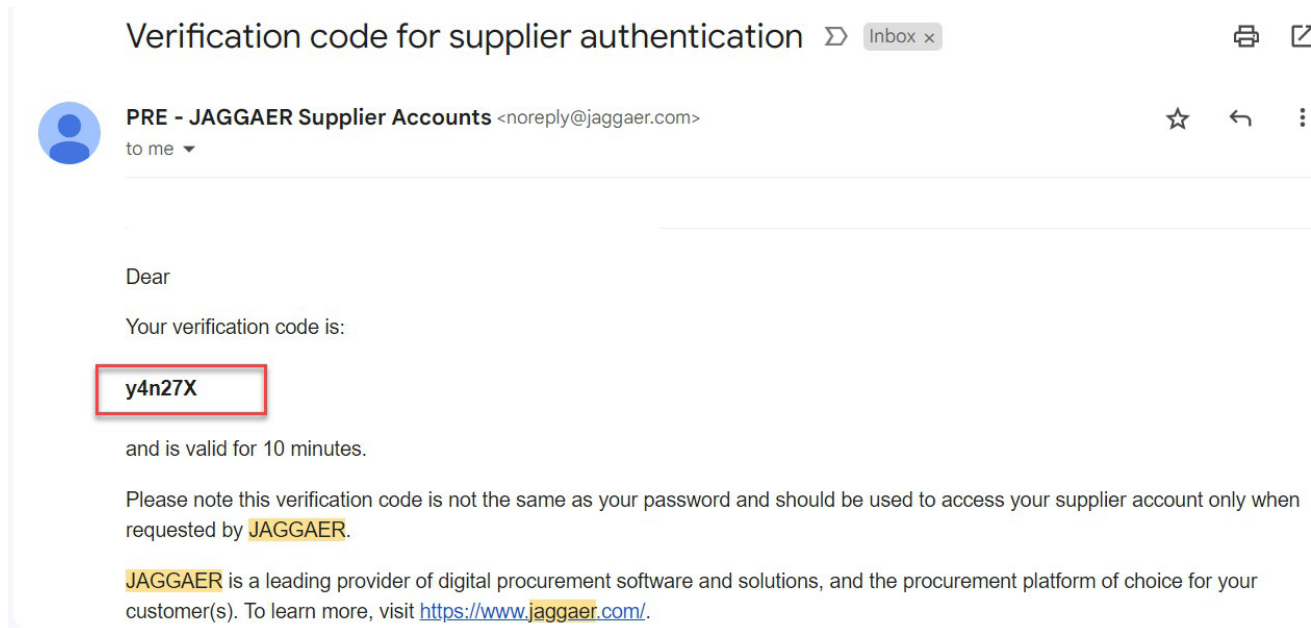 Verification code for supplier authentication Inbox ×
PRE - JAGGAER Supplier Accounts <noreply@jaggaer.com>
to me
Dear
Your verification code is:
y4n27X
and is valid for 10 minutes.
Please note this verification code is not the same as your password and should be used to access your supplier account only when
requested by JAGGAER.
JAGGAER is a leading provider of digital procurement software and solutions, and the procurement platform of choice for your
customer(s). To learn more, visit https://www.jaggaer.com/.